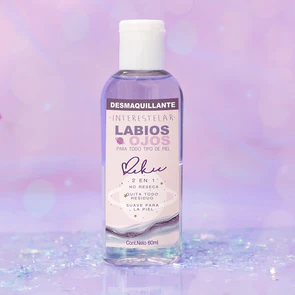 DESMAQUILLANTE
INTERESTELAR
LABIOS
OJOS
PARA TODO TIPO DE PIEL
2 EN 1
NO RESECA
QUITA TODO
RESIDUO
SUAVE PARA
LA PIEL
Cont.Neto 60ml